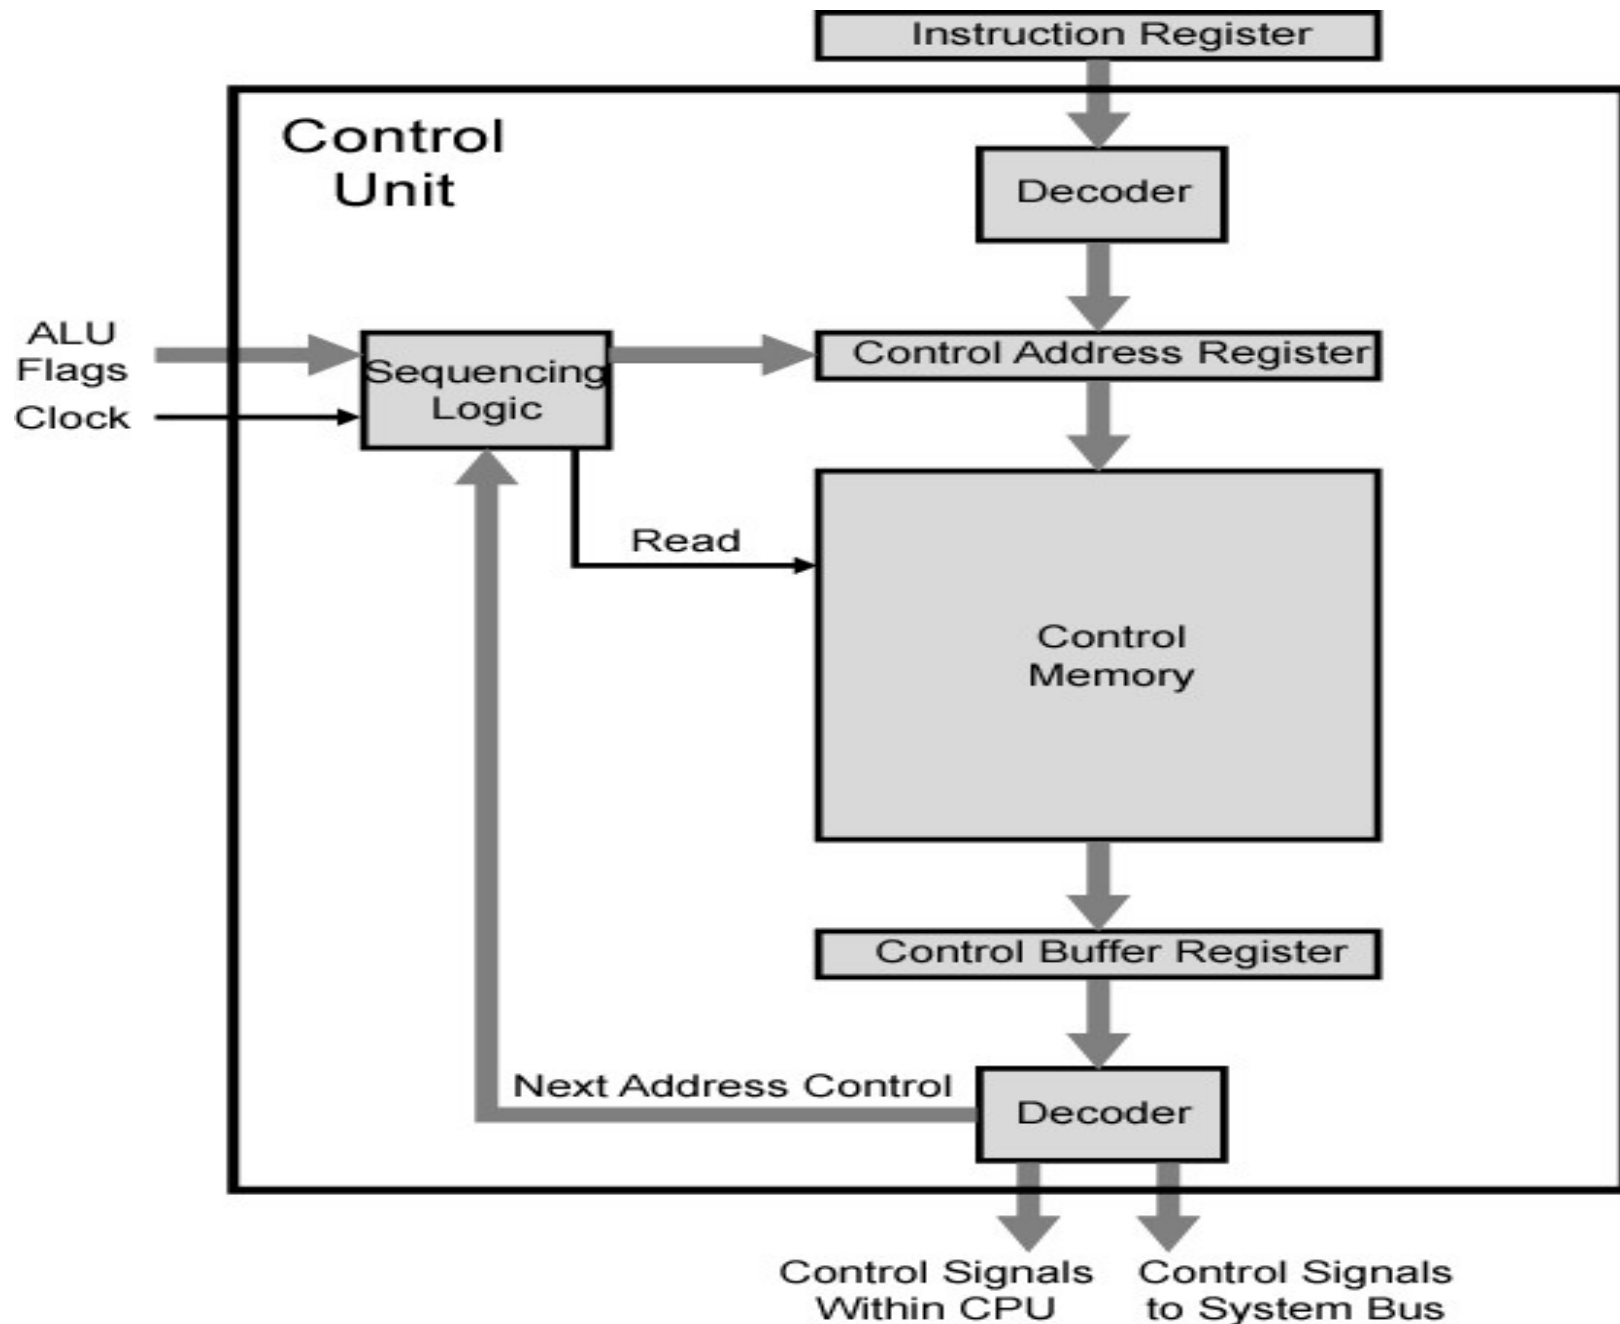 Instruction Register
Control
Unit
Decoder
ALU
Flags
Clock
Sequencing
Logic
Control Address Register
Read
Control
Memory
Control Buffer Register
Next Address Control
Decoder
Control Signals
Within CPU
Control Signals
to System Bus